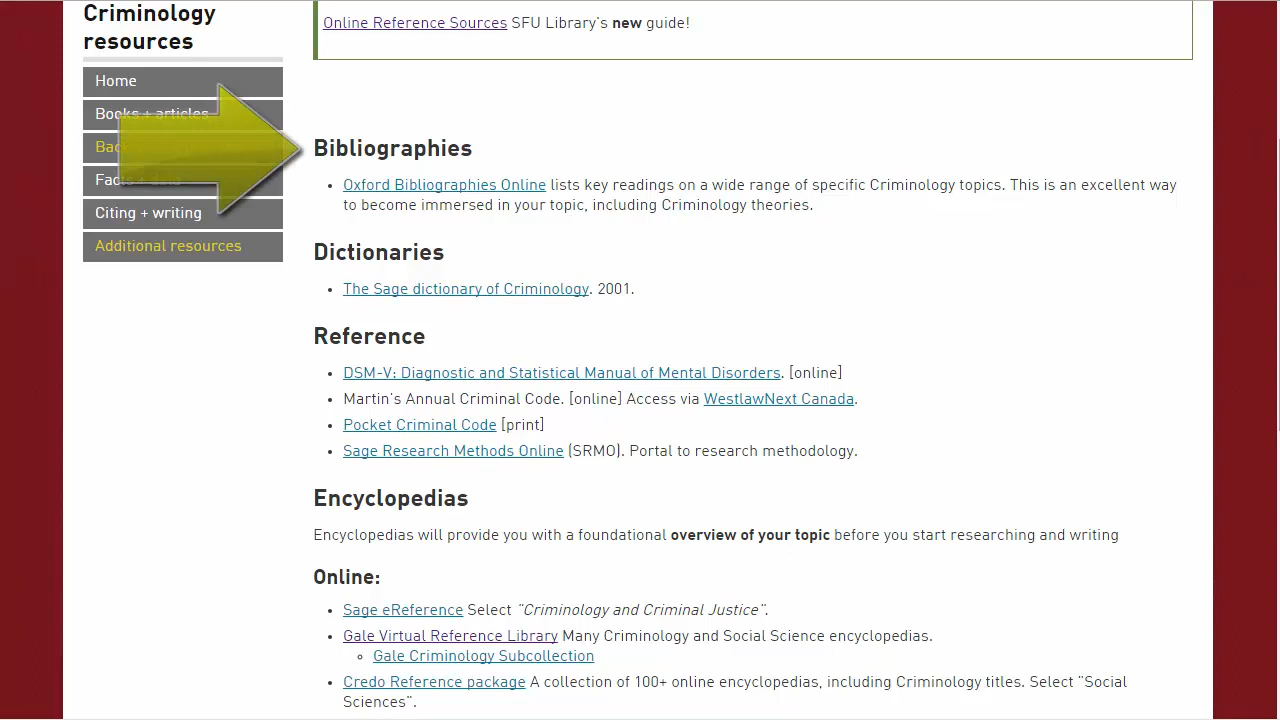 Criminology
resources
Home
Books + articles
Bac
Facts + data
Citing + writing
Additional resources
Online Reference Sources SFU Library's new guide!
Bibliographies
Oxford Bibliographies Online lists key readings on a wide range of specific Criminology topics. This is an excellent way
to become immersed in your topic, including Criminology theories.
Dictionaries
The Sage dictionary of Criminology. 2001.
Reference
DSM-V: Diagnostic and Statistical Manual of Mental Disorders. [online]
Martin's Annual Criminal Code. [online] Access via WestlawNext Canada.
Pocket Criminal Code [print]
Sage Research Methods Online (SRMO). Portal to research methodology.
Encyclopedias
Encyclopedias will provide you with a foundational overview of your topic before you start researching and writing
Online:
Sage eReference Select "Criminology and Criminal Justice".
Gale Virtual Reference Library Many Criminology and Social Science encyclopedias.
Gale Criminology Subcollection
Credo Reference package A collection of 100+ online encyclopedias, including Criminology titles. Select "Social
Sciences".